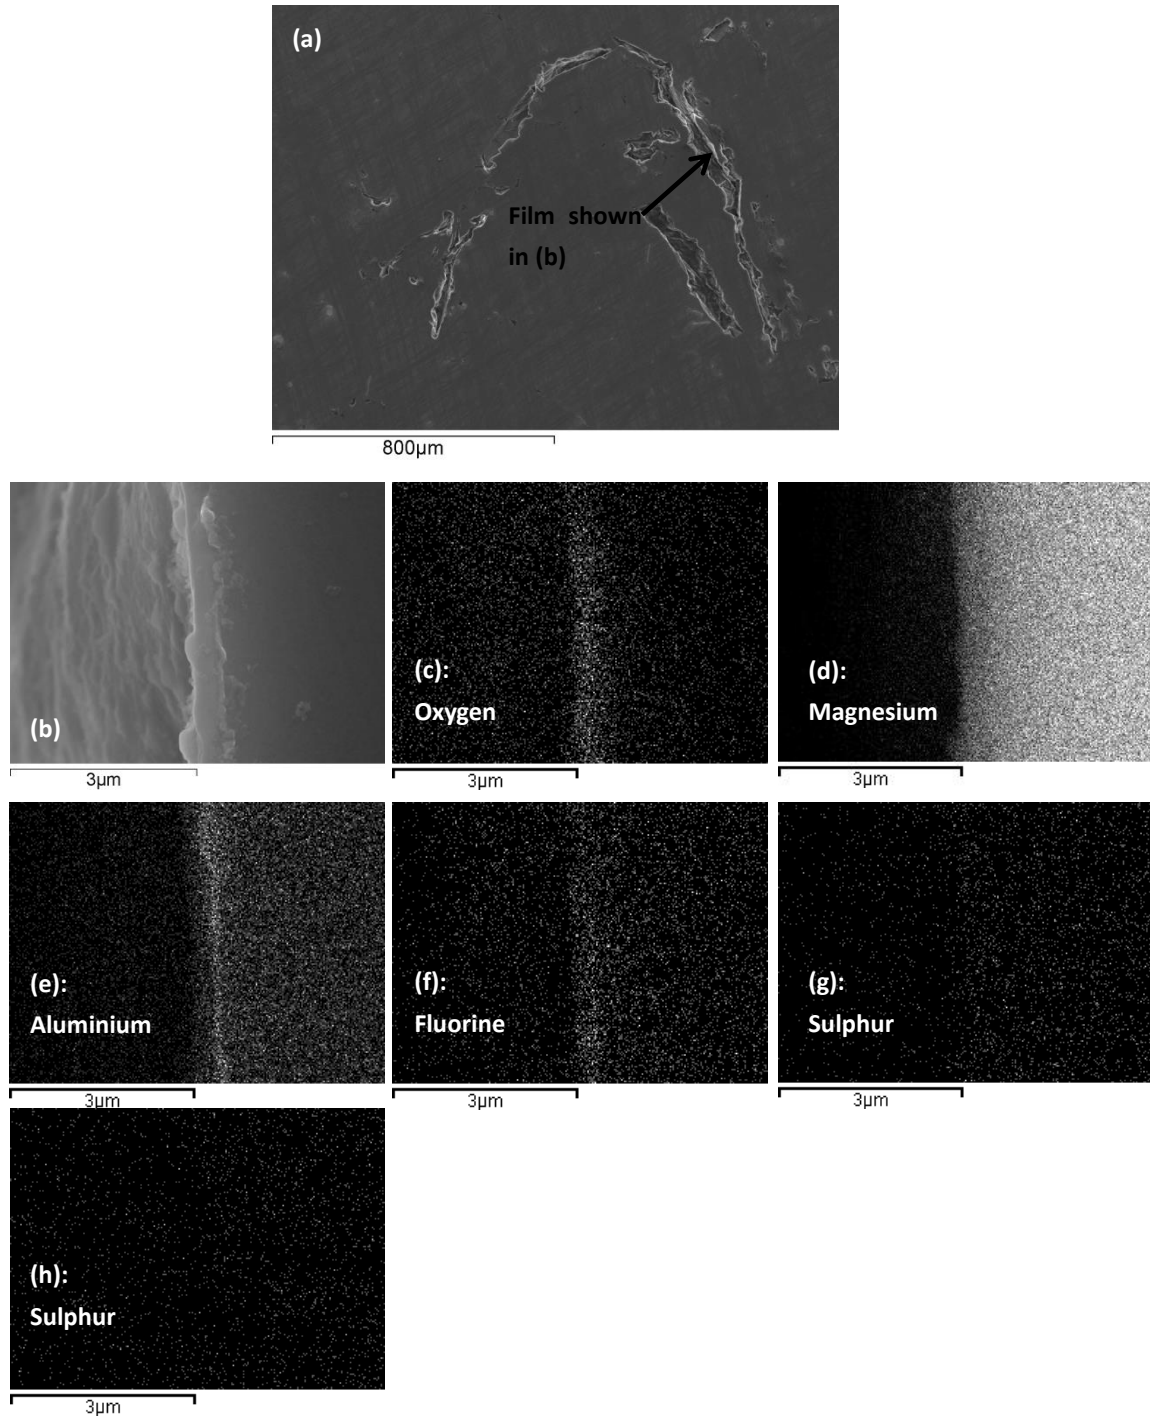 (a)
Film shown
in (b)
800µm
(b)
3µm
(c):
Oxygen
3µm
(d):
Magnesium
3µm
(e):
Aluminium
3µm
(f):
Fluorine
3µm
(g):
Sulphur
3µm
(h):
Sulphur
3µm